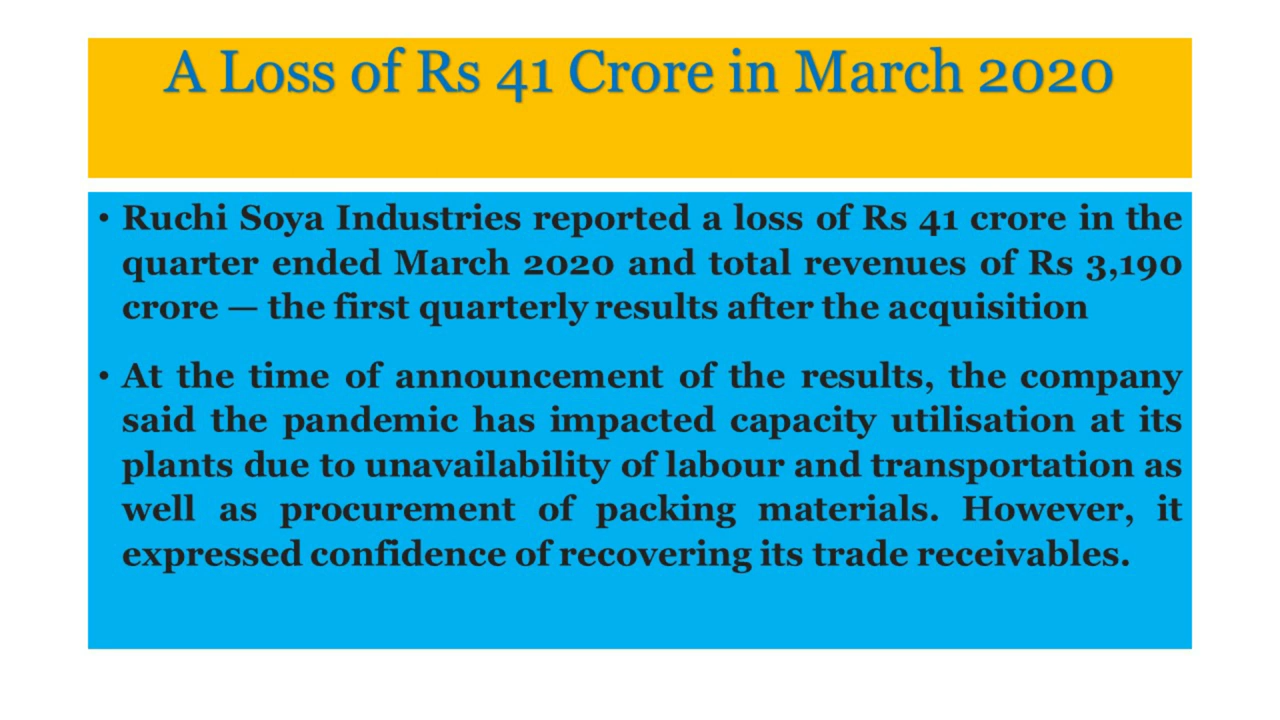 A Loss of Rs 41 Crore in March 2020
• Ruchi Soya Industries reported a loss of Rs 41 crore in the
quarter ended March 2020 and total revenues of Rs 3,190
crore — the first quarterly results after the acquisition
• At the time of announcement of the results, the company
said the pandemic has impacted capacity utilisation at its
plants due to unavailability of labour and transportation as
well as procurement of packing materials. However, it
expressed confidence of recovering its trade receivables.